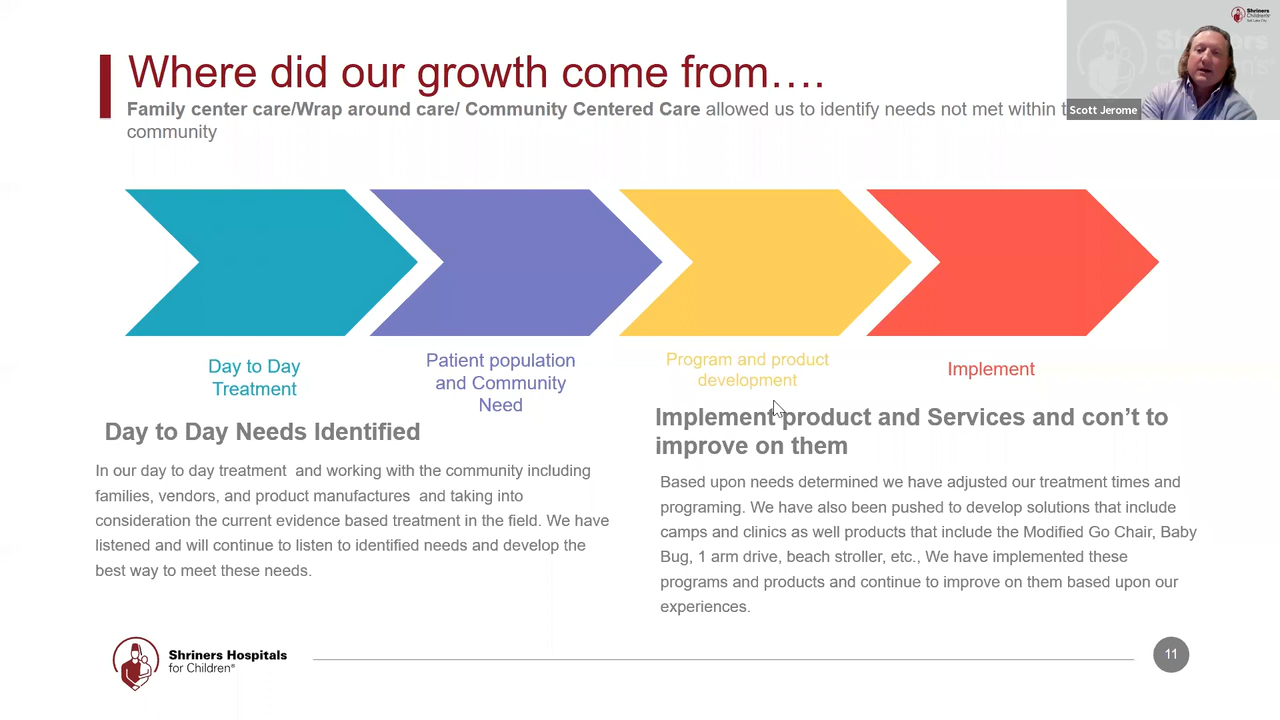 Where did our growth come from….
Family center care/Wrap around care/ Community Centered Care allowed us to identify needs not met within
community
Shriners
Children's
Scott Jerome
Day to Day
Treatment
Patient population
and Community
Need
Program and product
development
Implement
Day to Day Needs Identified
In our day to day treatment and working with the community including
families, vendors, and product manufactures and taking into
consideration the current evidence based treatment in the field. We have
listened and will continue to listen to identified needs and develop the
best way to meet these needs.
Implement product and Services and con’t to
improve on them
Based upon needs determined we have adjusted our treatment times and
programing. We have also been pushed to develop solutions that include
camps and clinics as well products that include the Modified Go Chair, Baby
Bug, 1 arm drive, beach stroller, etc., We have implemented these
programs and products and continue to improve on them based upon our
experiences.
Shriners Hospitals
for Children®
11